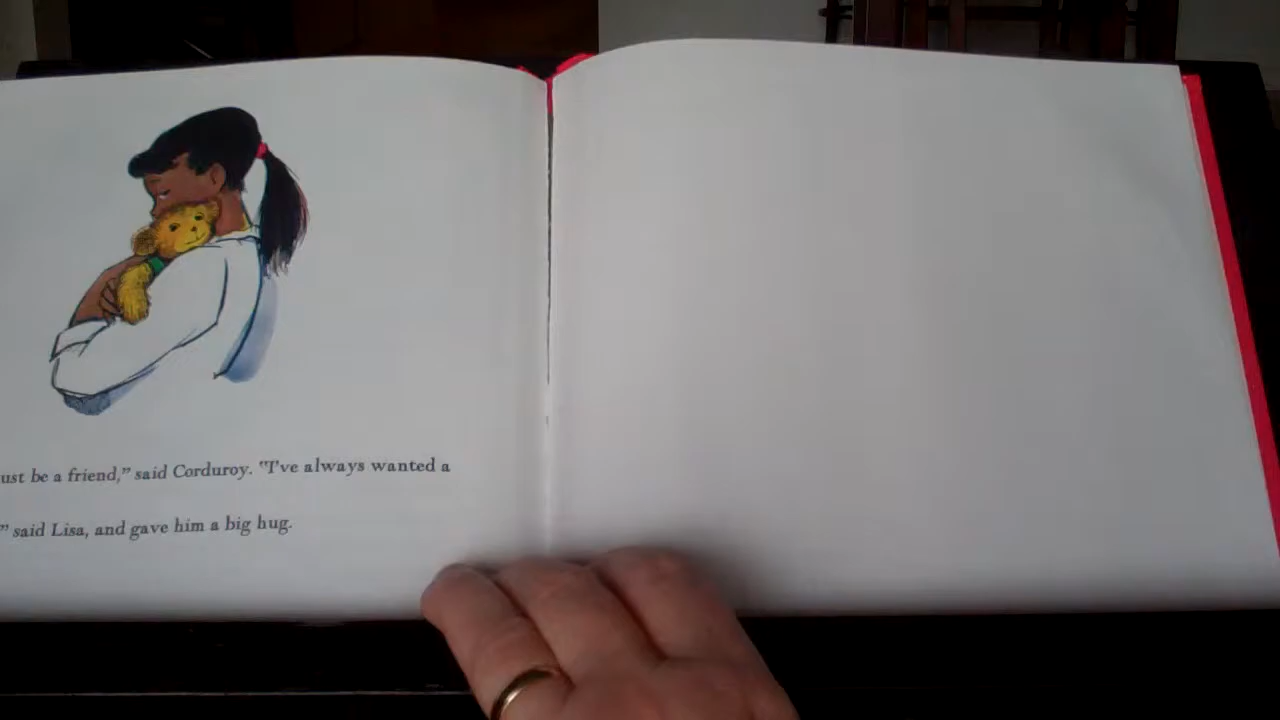 ust be a friend," said Corduroy. "I've always wanted a
" said Lisa, and gave him a big hug.